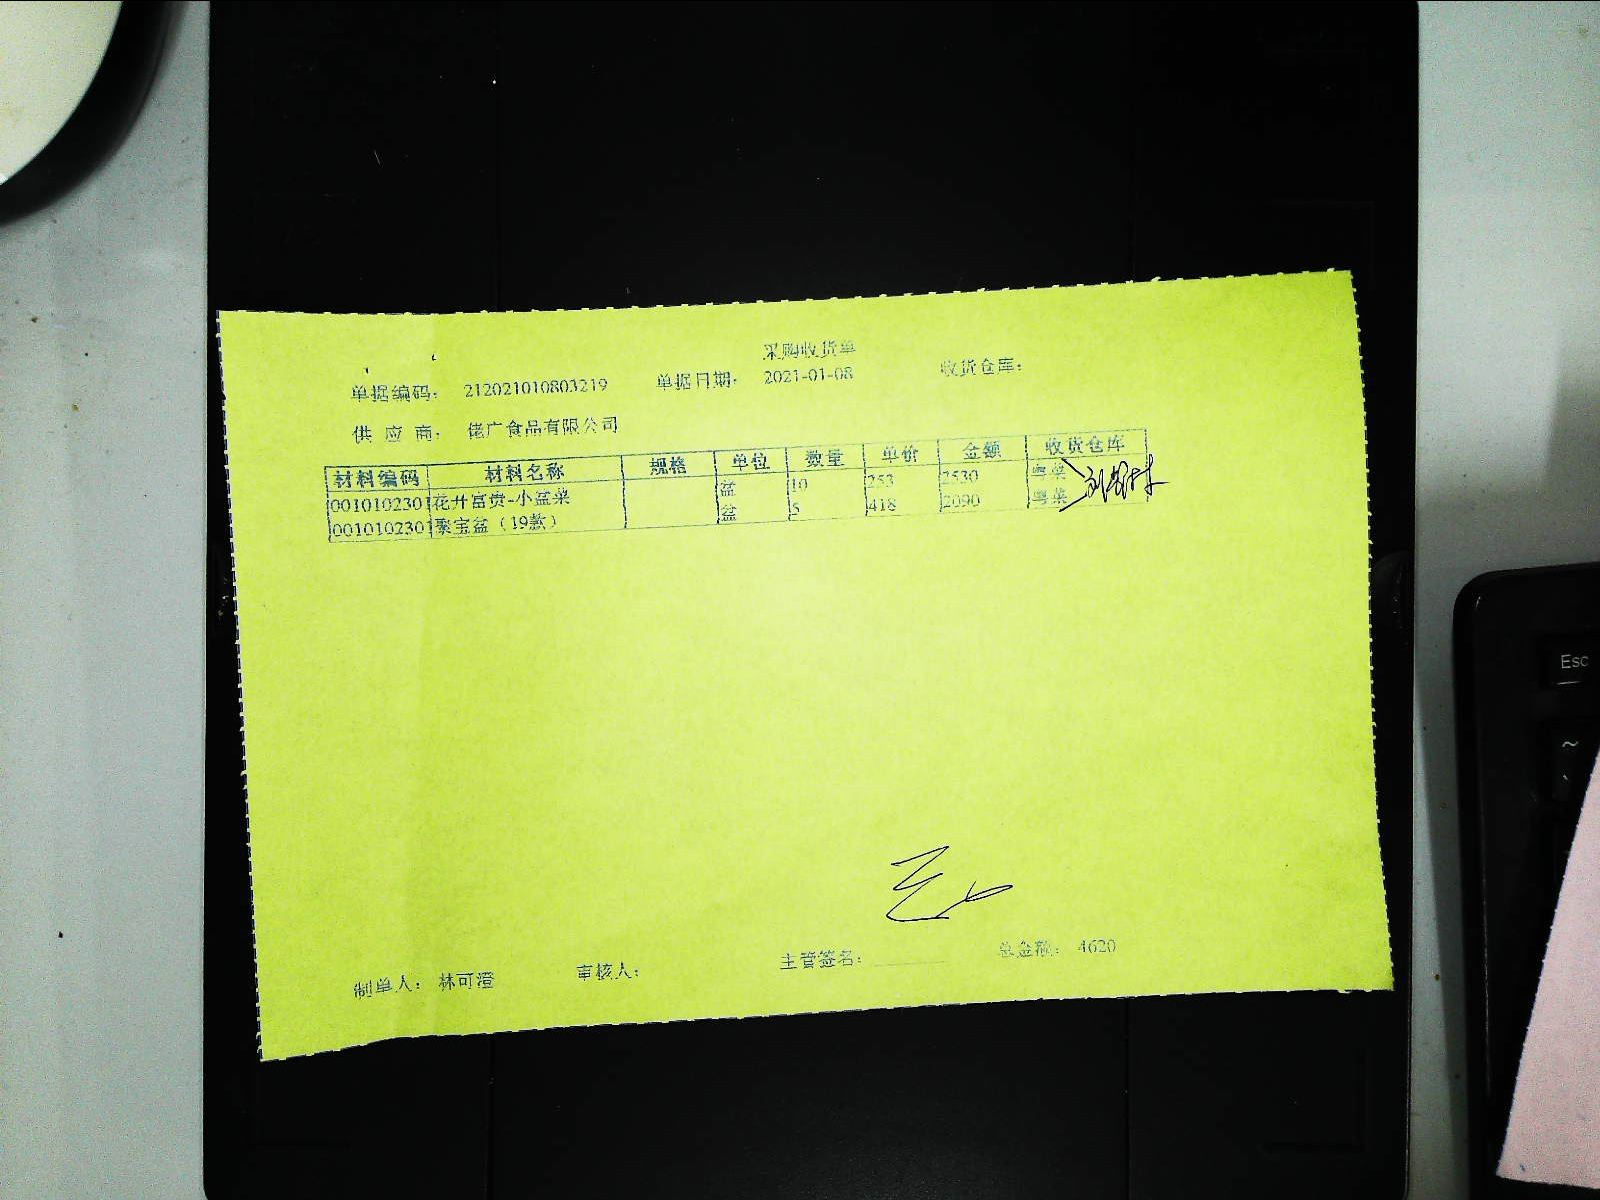 采购收货单
单据编码： 212021010803219 单据日期： 2021-01-08 收货仓库：
供 应 商： 佬广食品有限公司
材料编码 材料名称 规格 单位 数量 单价 金额 收货仓库
0010102301 花开富贵-小盆菜 盆 10 253 2530 粤菜
0010102301 聚宝盆（19款） 盆 5 418 2090 粤菜
制单人： 林可澄 审核人： 主管签名： 总金额： 4620
Esc
~